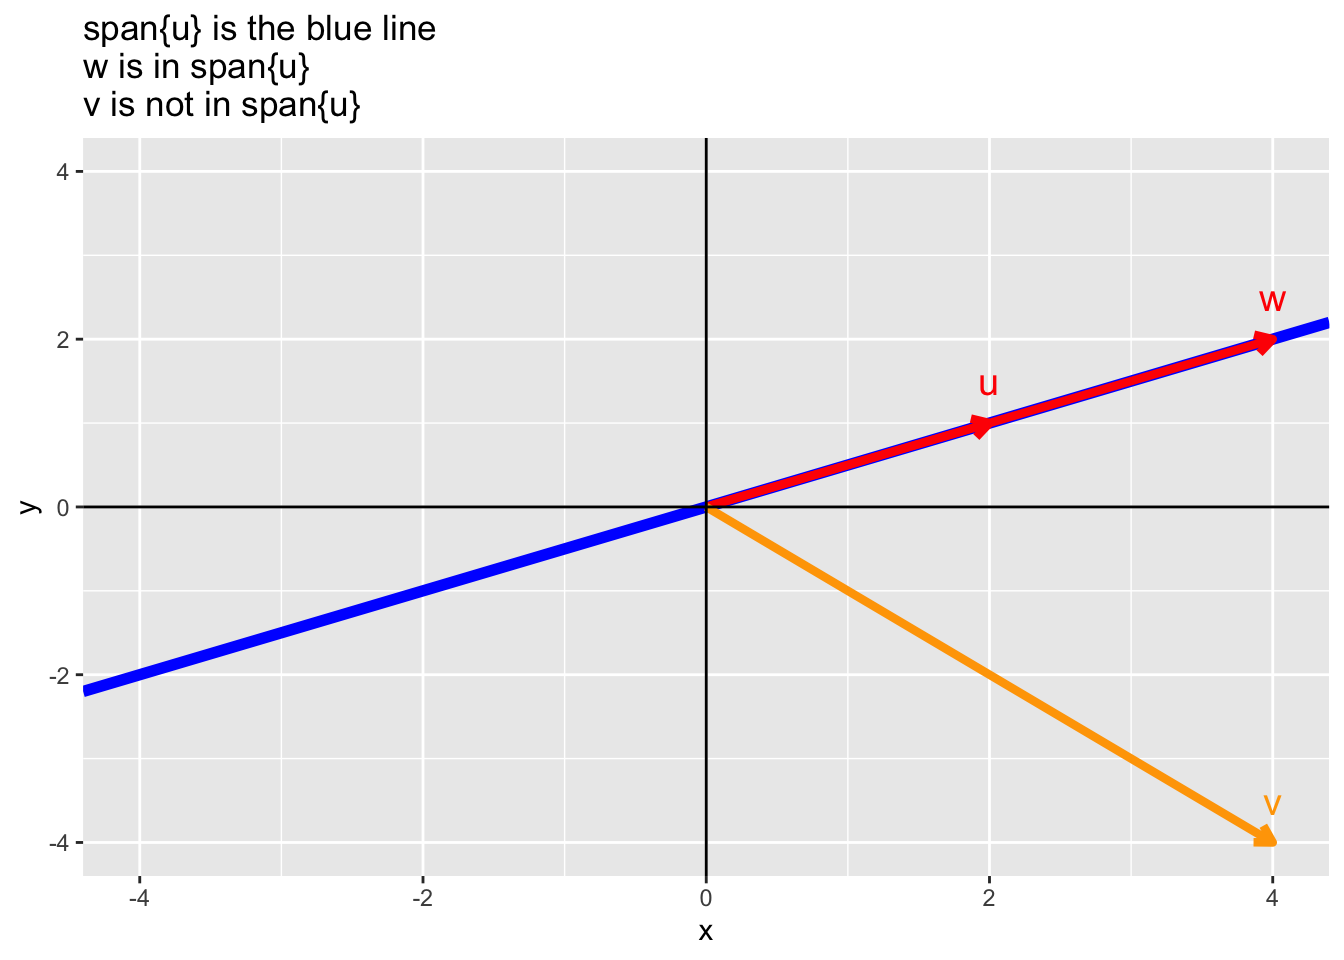 span{u} is the blue line
w is in span{u}
v is not in span{u}
4
w
2
u
y
0
-2
v
-4
-4 -2 0 2 4
x